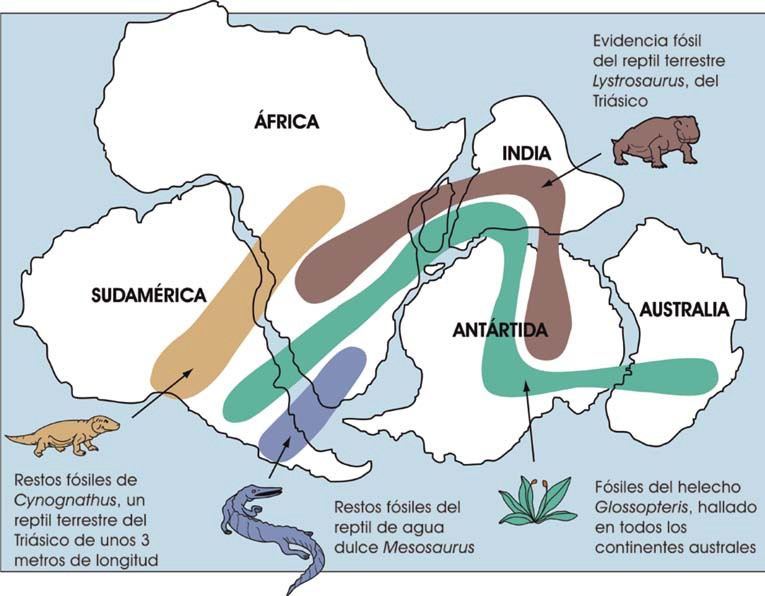 Evidencia fósil
del reptil terrestre
Lystrosaurus, del
Triásico
ÁFRICA
INDIA
SUDAMÉRICA
ANTÁRTIDA
AUSTRALIA
Restos fósiles de
Cynognathus, un
reptil terrestre del
Triásico de unos 3
metros de longitud
Restos fósiles del
reptil de agua
dulce Mesosaurus
Fósiles del helecho
Glossopteris, hallado
en todos los
continentes australes